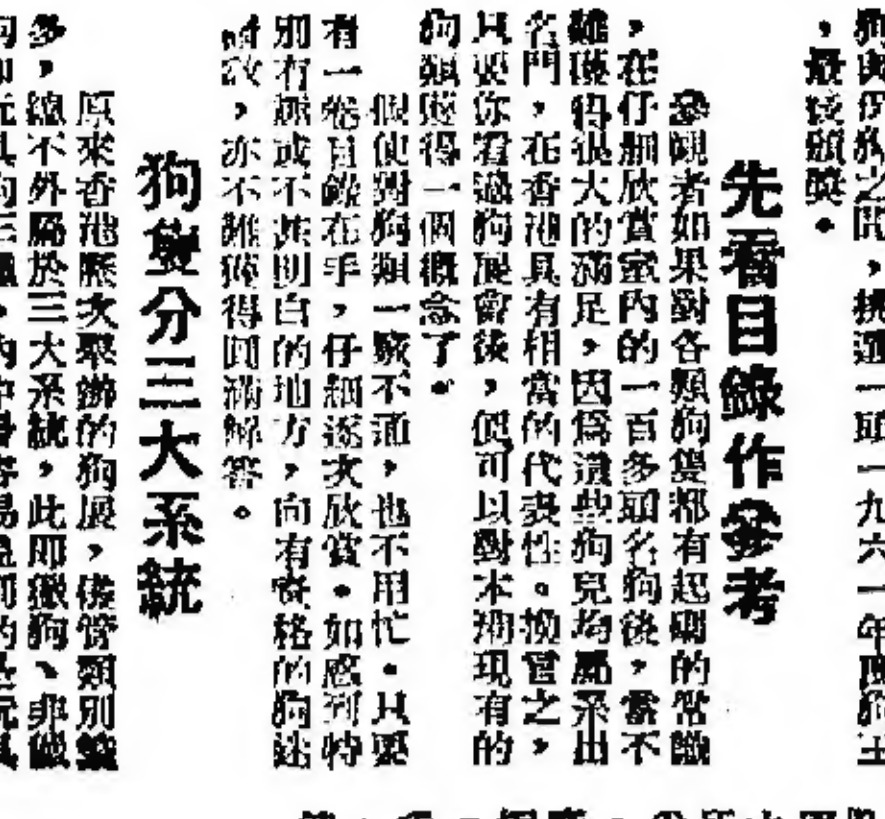 狗與仔狗之間，挑選一頭一九六一年度狗王
，最後頒獎。
先看目錄作參考
參觀者如果對各類狗隻都有起碼的常識
，在仔細欣賞室內的一百多頭名狗後，當不
難獲得很大的滿足，因為這些狗兒均屬系出
名門，在香港具有相當的代表性。換言之，
只要你看過狗展會後，便可以對本港現有的
狗類獲得一個概念了。
假使對狗類一竅不通，也不用忙。只要
有一卷目錄在手，仔細逐次欣賞。如感到特
別有趣或不甚明白的地方，向有資格的狗迷
討教，亦不難獲得圓滿解答。
狗隻分三大系統
原來香港歷次舉辦的狗展，儘管類別繁
多，總不外屬於三大系統，此即獵狗、非獵